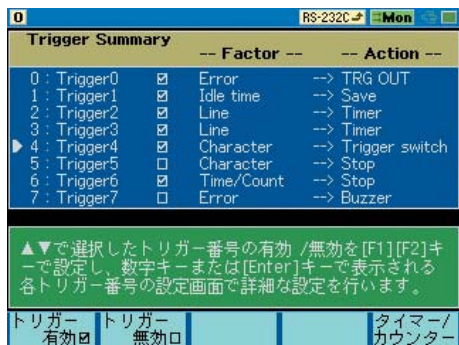 0 RS-232C Mon
Trigger Summary
-- Factor -- -- Action --
0 : Trigger0 ☑ Error --> TRG OUT
1 : Trigger1 ☑ Idle time --> Save
2 : Trigger2 ☑ Line --> Timer
3 : Trigger3 ☑ Line --> Timer
4 : Trigger4 ☑ Character --> Trigger switch
5 : Trigger5 □ Character --> Stop
6 : Trigger6 ☑ Time/Count --> Stop
7 : Trigger7 □ Error --> Buzzer
▲▼で選択したトリガー番号の有効/無効を[F1][F2]キ
ーで設定し、数字キーまたは[Enter]キーで表示される
各トリガー番号の設定画面で詳細な設定を行います。
トリガー トリガー タイマー/
有効☑ 無効□ カウンター